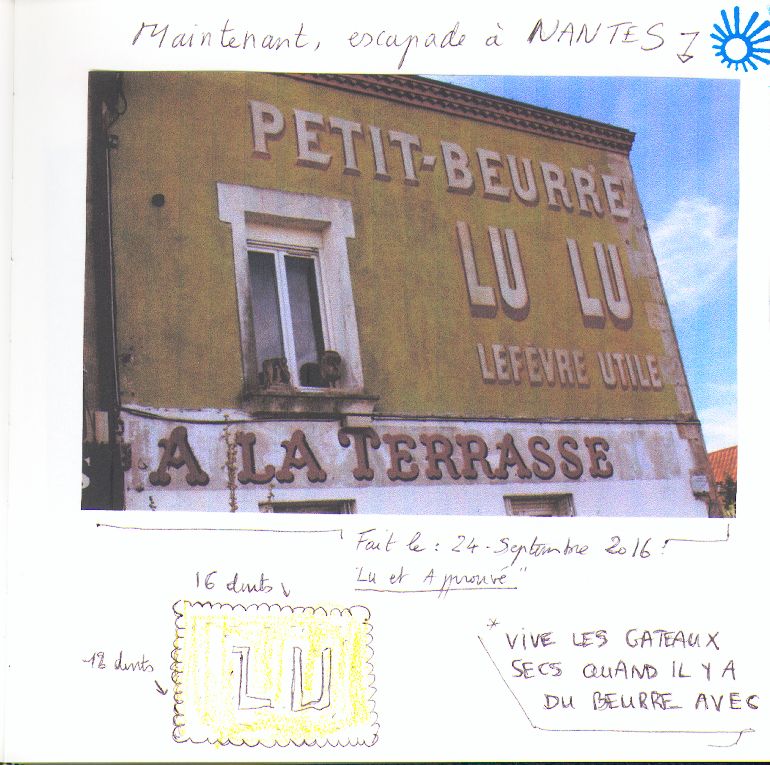 Maintenant, escapade à NANTES
PETIT-BEURRE
LU LU
LEFÈVRE UTILE
A LA TERRASSE
Fait le : 24 Septembre 2016 !
"Lu et Approuvé"
16 dents
12 dents
LU
* VIVE LES GATEAUX
SECS QUAND IL Y A
DU BEURRE AVEC